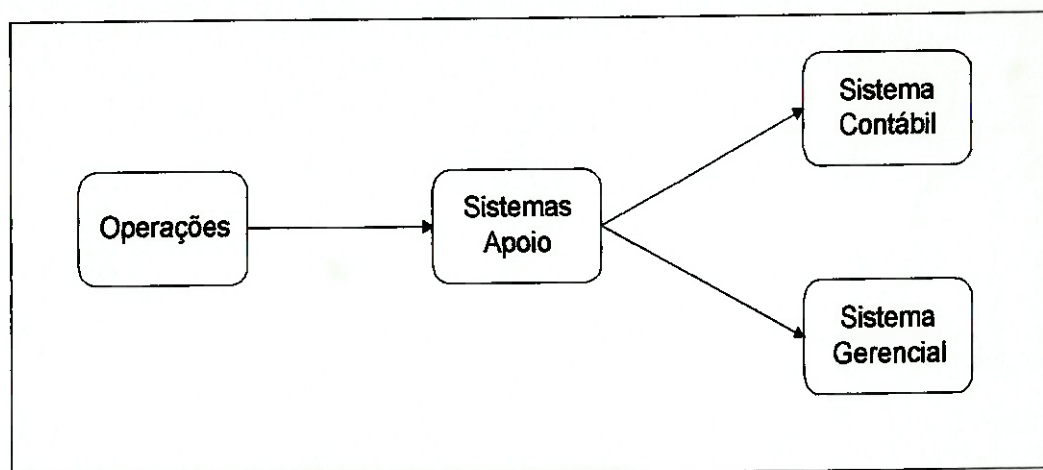 Operações
Sistemas
Apoio
Sistema
Contábil
Sistema
Gerencial